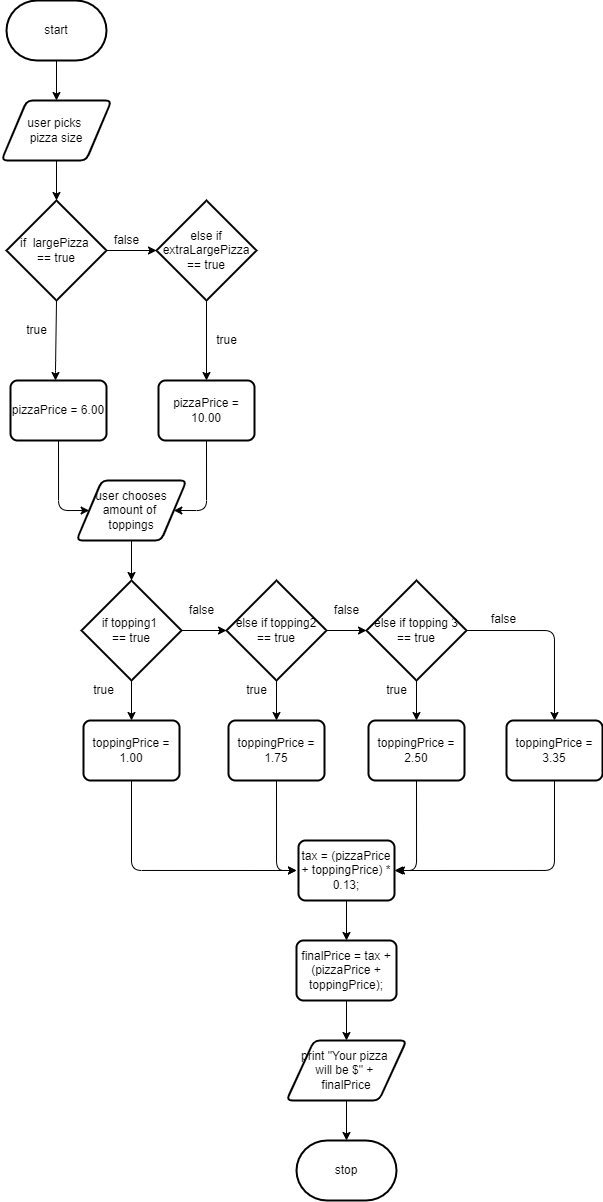 start
user picks
pizza size
if largePizza
== true
false
else if
extraLargePizza
== true
true
true
pizzaPrice = 6.00
pizzaPrice =
10.00
user chooses
amount of
toppings
if topping1
== true
false
else if topping2
== true
false
else if topping 3
== true
false
true
true
true
toppingPrice =
1.00
toppingPrice =
1.75
toppingPrice =
2.50
toppingPrice =
3.35
tax = (pizzaPrice
+ toppingPrice) *
0.13;
finalPrice = tax +
(pizzaPrice +
toppingPrice);
print "Your pizza
will be $" +
finalPrice
stop